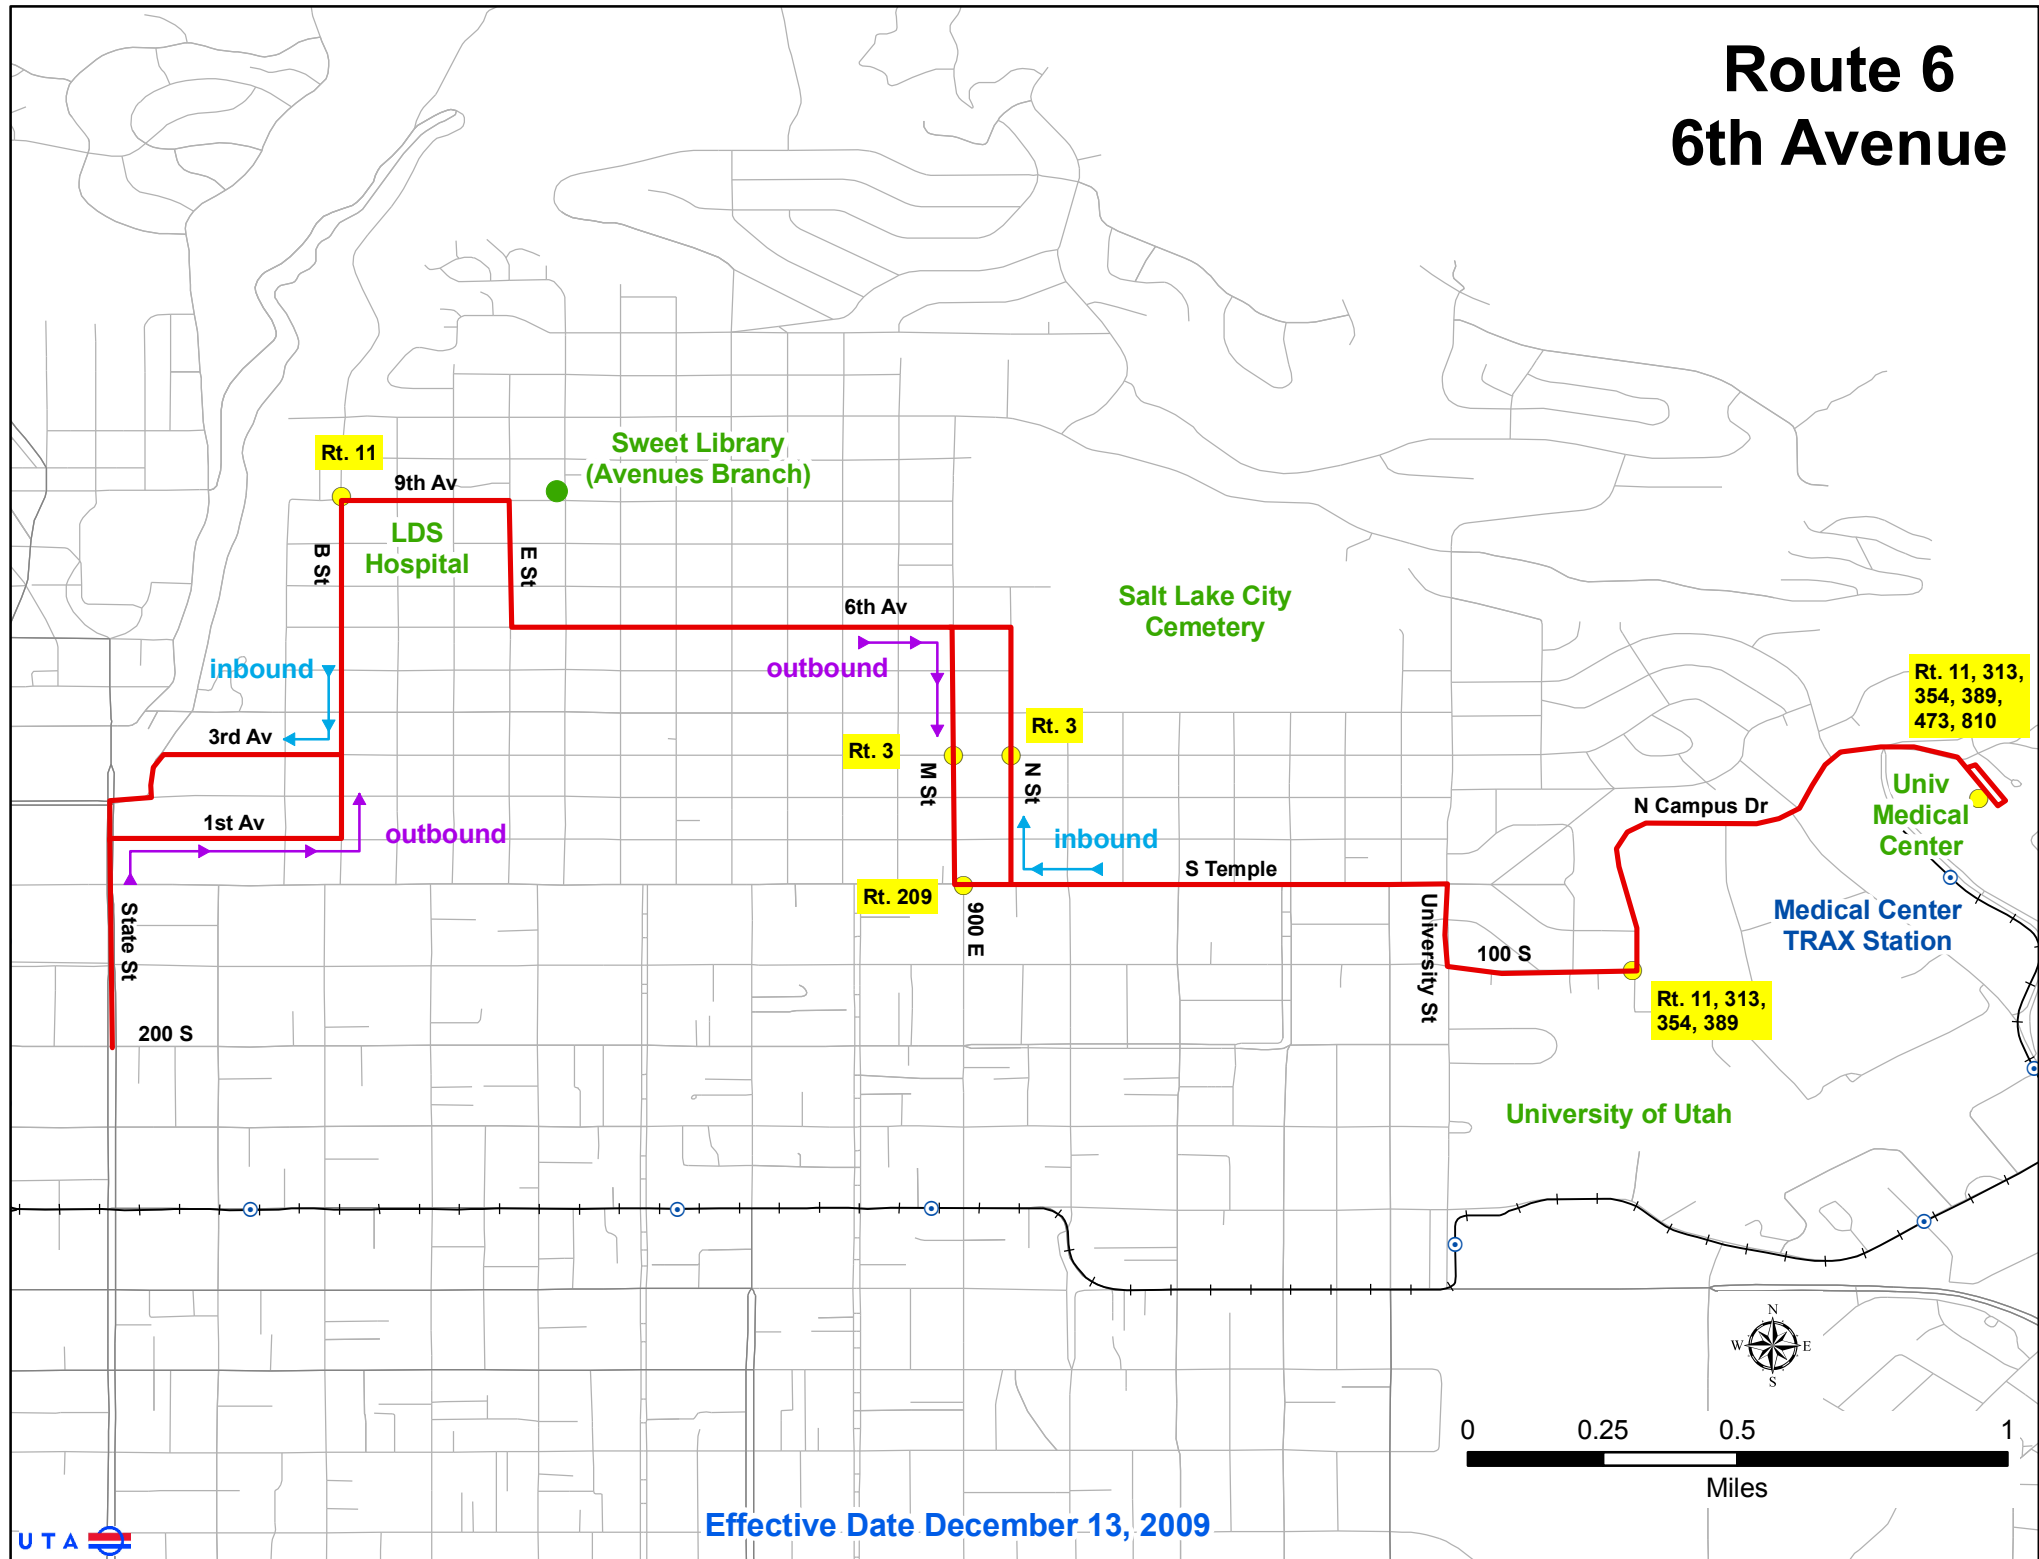 Route 6
6th Avenue
Rt. 11
9th Av
Sweet Library
(Avenues Branch)
LDS
Hospital
B St
E St
6th Av
Salt Lake City
Cemetery
inbound
outbound
3rd Av
Rt. 3
Rt. 3
M St
N St
Rt. 11, 313,
354, 389,
473, 810
Univ
Medical
Center
N Campus Dr
1st Av
outbound
inbound
S Temple
Rt. 209
900 E
State St
University St
Medical Center
TRAX Station
100 S
Rt. 11, 313,
354, 389
200 S
University of Utah
N
W
E
S
0 0.25 0.5 1
Miles
Effective Date December 13, 2009
UTA